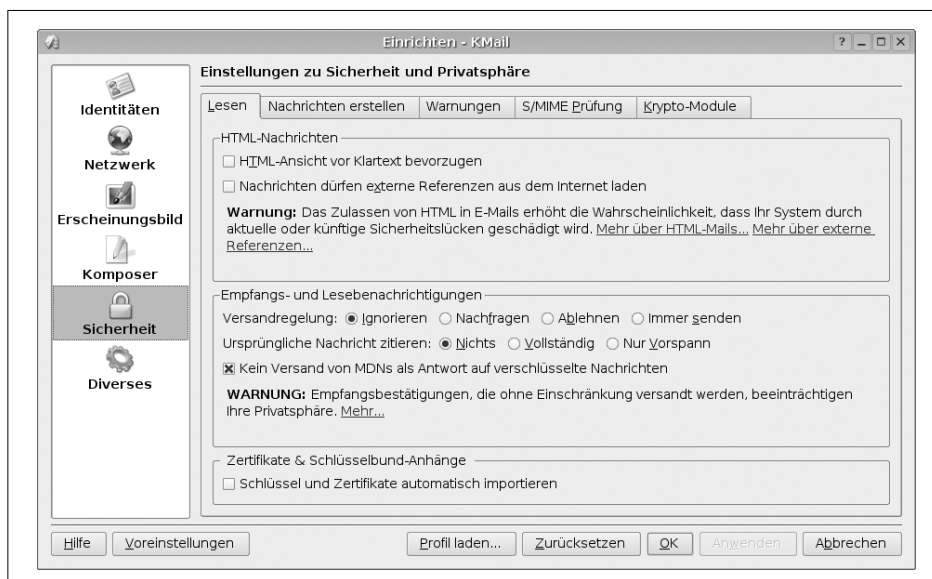 Einrichten - KMail
Identitäten
Netzwerk
Erscheinungsbild
Komposer
Sicherheit
Diverses
Einstellungen zu Sicherheit und Privatsphäre
Lesen
Nachrichten erstellen
Warnungen
S/MIME Prüfung
Krypto-Module
HTML-Nachrichten
HTML-Ansicht vor Klartext bevorzugen
Nachrichten dürfen externe Referenzen aus dem Internet laden
Warnung: Das Zulassen von HTML in E-Mails erhöht die Wahrscheinlichkeit, dass Ihr System durch
aktuelle oder künftige Sicherheitslücken geschädigt wird. Mehr über HTML-Mails... Mehr über externe
Referenzen...
Empfangs- und Lesebenachrichtigungen
Versandregelung: Ignorieren Nachfragen Ablehnen Immer senden
Ursprüngliche Nachricht zitieren: Nichts Vollständig Nur Vorspann
Kein Versand von MDNs als Antwort auf verschlüsselte Nachrichten
WARNUNG: Empfangsbestätigungen, die ohne Einschränkung versandt werden, beeinträchtigen
Ihre Privatsphäre. Mehr...
Zertifikate & Schlüsselbund-Anhänge
Schlüssel und Zertifikate automatisch importieren
Hilfe
Voreinstellungen
Profil laden...
Zurücksetzen
OK
Anwenden
Abbrechen